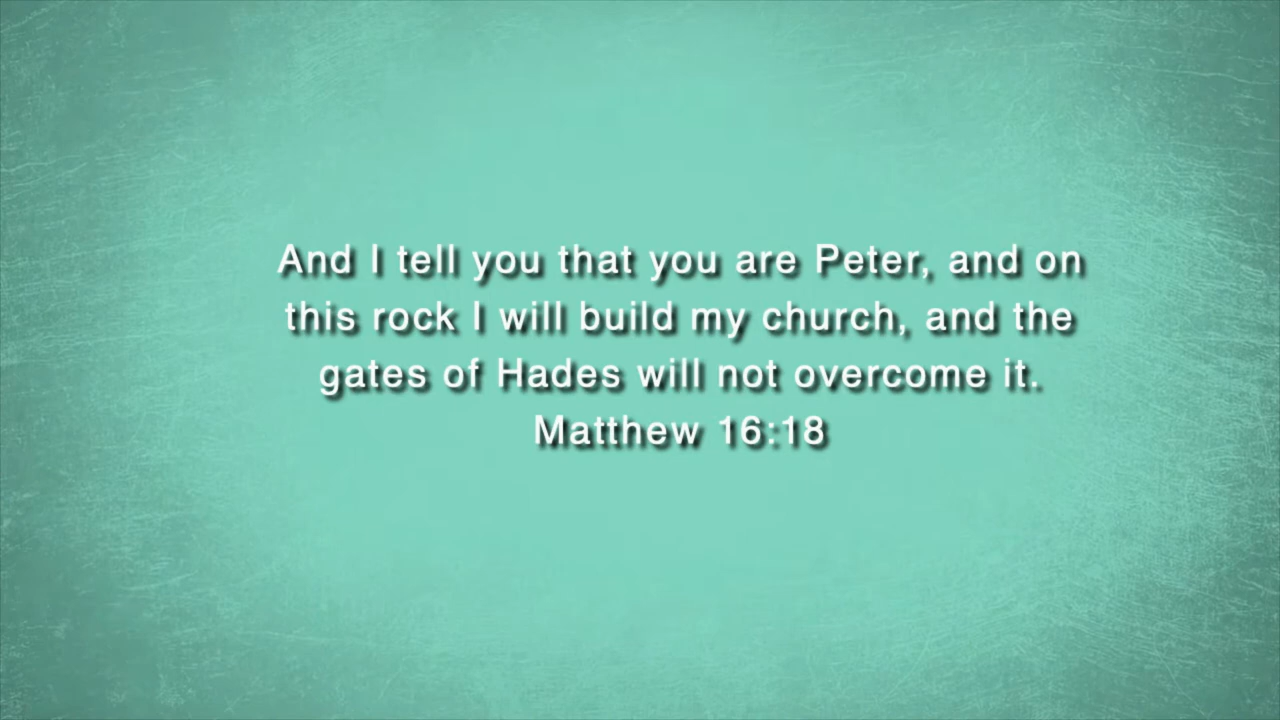 And I tell you that you are Peter, and on
this rock I will build my church, and the
gates of Hades will not overcome it.
Matthew 16:18